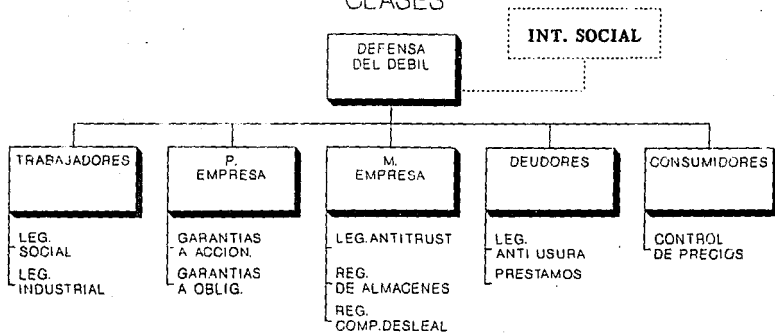 CLASES
INT. SOCIAL
DEFENSA
DEL DEBIL
TRABAJADORES
P.
EMPRESA
M.
EMPRESA
DEUDORES
CONSUMIDORES
LEG.
SOCIAL
LEG.
INDUSTRIAL
GARANTIAS
A ACCION.
GARANTIAS
A OBLIG.
LEG. ANTITRUST
REG.
DE ALMACENES
REG.
COMP. DESLEAL
LEG.
ANTI USURA
PRESTAMOS
CONTROL
DE PRECIOS